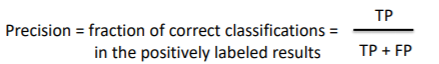 TP
Precision = fraction of correct classifications =
in the positively labeled results
TP + FP